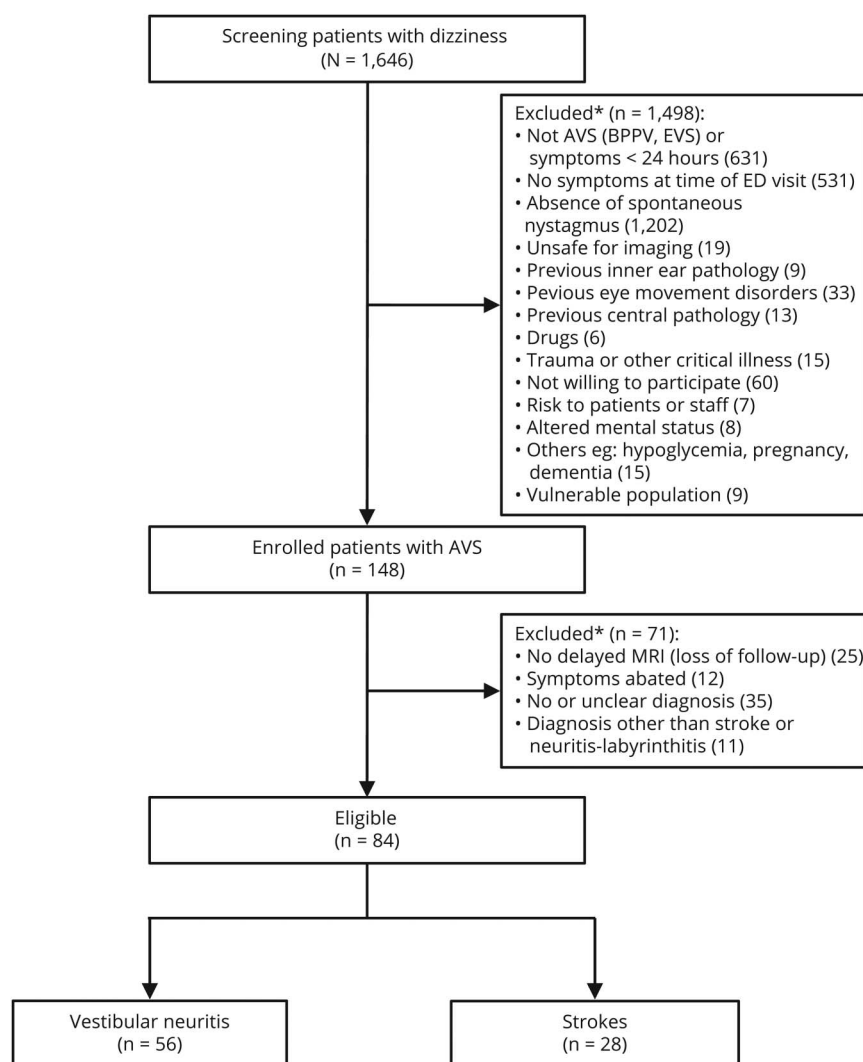 Screening patients with dizziness
(N = 1,646)
Excluded* (n = 1,498):
• Not AVS (BPPV, EVS) or
symptoms < 24 hours (631)
• No symptoms at time of ED visit (531)
• Absence of spontaneous
nystagmus (1,202)
• Unsafe for imaging (19)
• Previous inner ear pathology (9)
• Pevious eye movement disorders (33)
• Previous central pathology (13)
• Drugs (6)
• Trauma or other critical illness (15)
• Not willing to participate (60)
• Risk to patients or staff (7)
• Altered mental status (8)
• Others eg: hypoglycemia, pregnancy,
dementia (15)
• Vulnerable population (9)
Enrolled patients with AVS
(n = 148)
Excluded* (n = 71):
• No delayed MRI (loss of follow-up) (25)
• Symptoms abated (12)
• No or unclear diagnosis (35)
• Diagnosis other than stroke or
neuritis-labyrinthitis (11)
Eligible
(n = 84)
Vestibular neuritis
(n = 56)
Strokes
(n = 28)